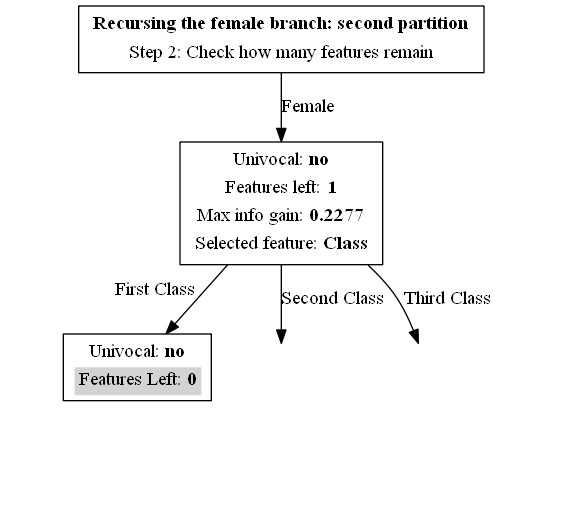 Recursing the female branch: second partition
Step 2: Check how many features remain
Female
Univocal: no
Features left: 1
Max info gain: 0.2277
Selected feature: Class
First Class
Second Class
Third Class
Univocal: no
Features Left: 0